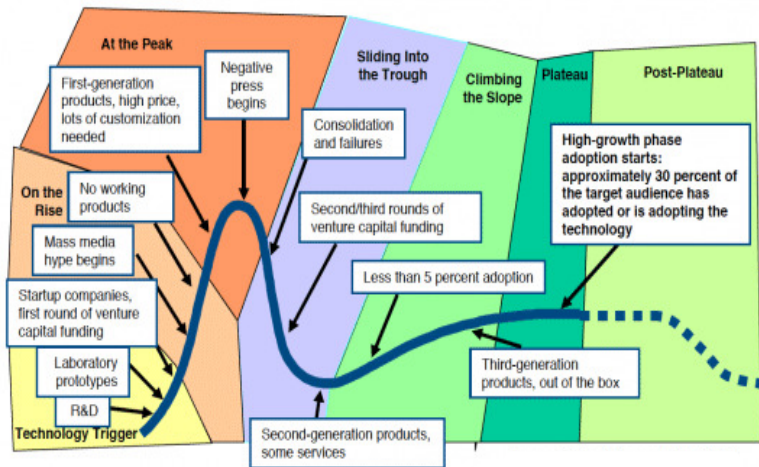 At the Peak
First-generation
products, high price,
lots of customization
needed
Negative
press
begins
Sliding Into
the Trough
Climbing
the Slope
Plateau
Post-Plateau
Consolidation
and failures
High-growth phase
adoption starts:
approximately 30 percent of
the target audience has
adopted or is adopting the
technology
On the
Rise
No working
products
Second/third rounds of
venture capital funding
Mass media
hype begins
Less than 5 percent adoption
Startup companies,
first round of venture
capital funding
Laboratory
prototypes
Third-generation
products, out of the box
R&D
Technology Trigger
Second-generation products,
some services